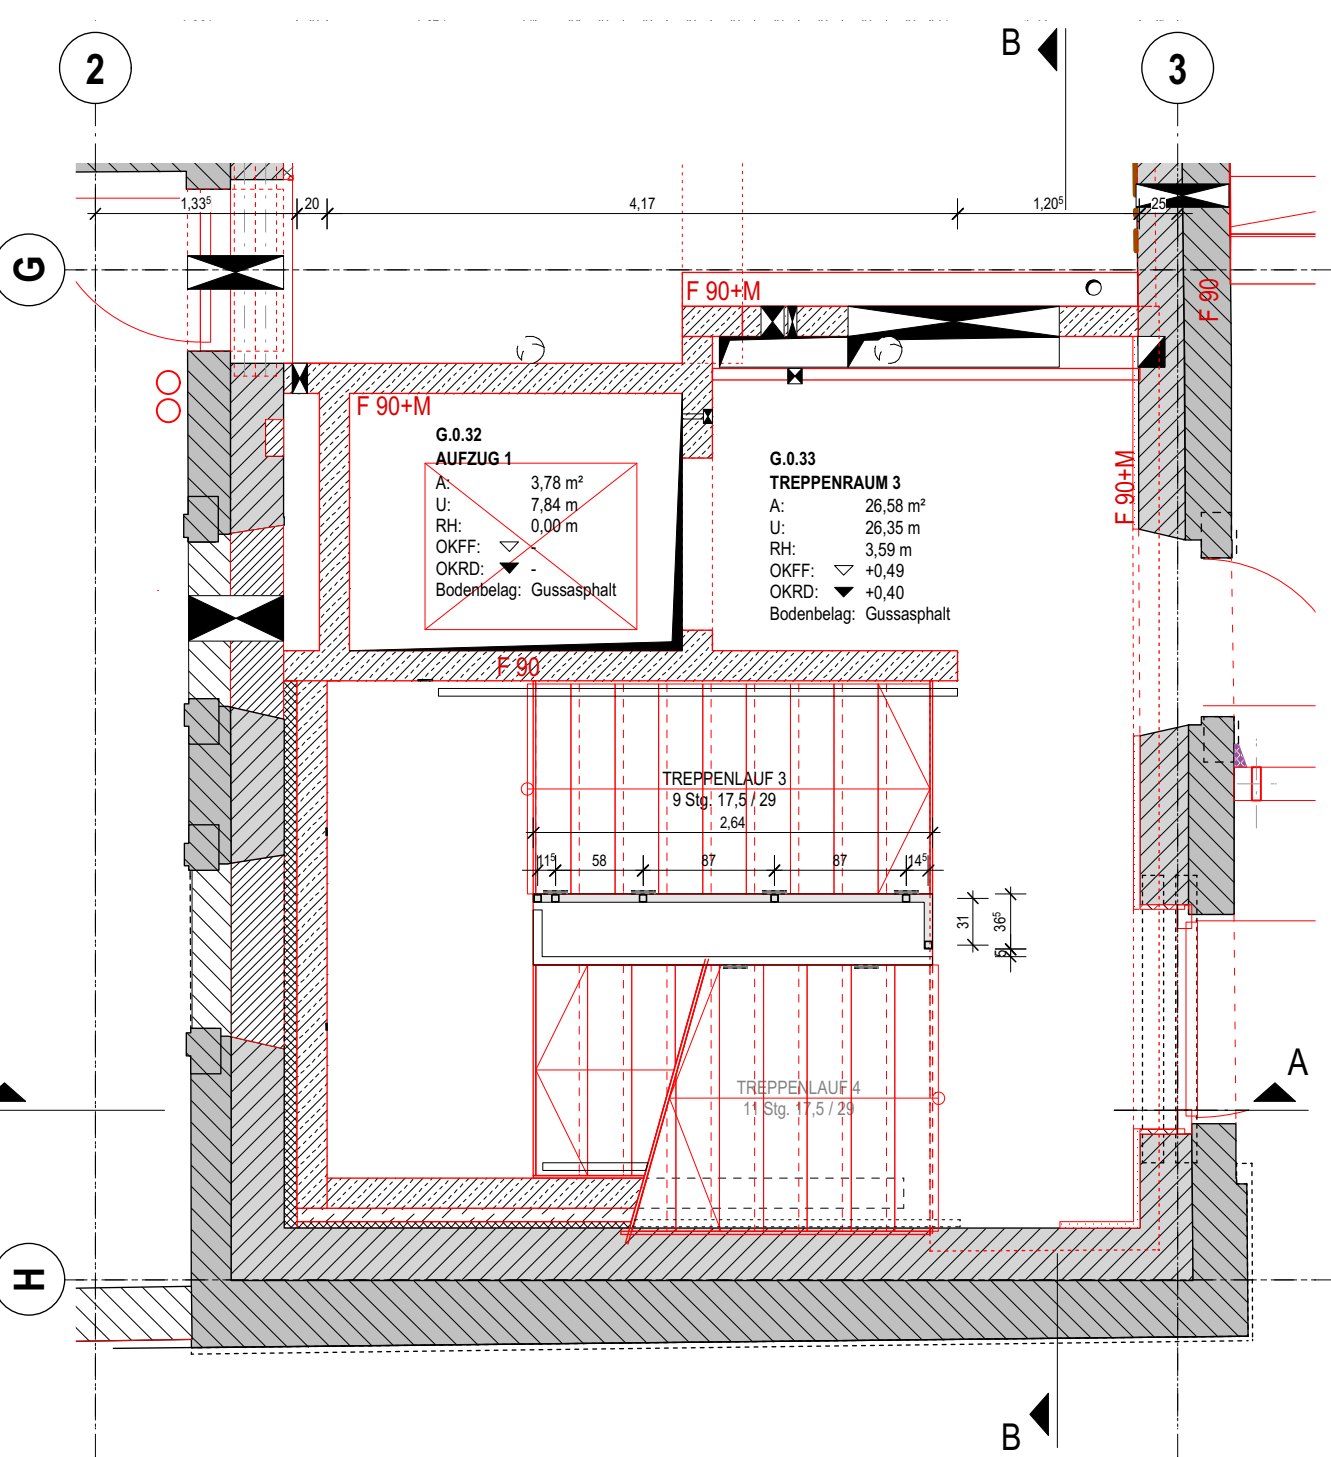 2
B
3
1,33⁵
20
4,17
1,20⁵
25
G
F 90+M
F 90
F 90+M
G.0.32
AUFZUG 1
A: 3,78 m²
U: 7,84 m
RH: 0,00 m
OKFF: -
OKRD: -
Bodenbelag: Gussasphalt
G.0.33
TREPPENRAUM 3
A: 26,58 m²
U: 26,35 m
RH: 3,59 m
OKFF: +0,49
OKRD: +0,40
Bodenbelag: Gussasphalt
F 90+M
F 90
TREPPENLAUF 3
9 Stg. 17,5 / 29
2,64
11⁵
58
87
87
14⁵
31
36⁵
5
TREPPENLAUF 4
11 Stg. 17,5 / 29
A
H
B